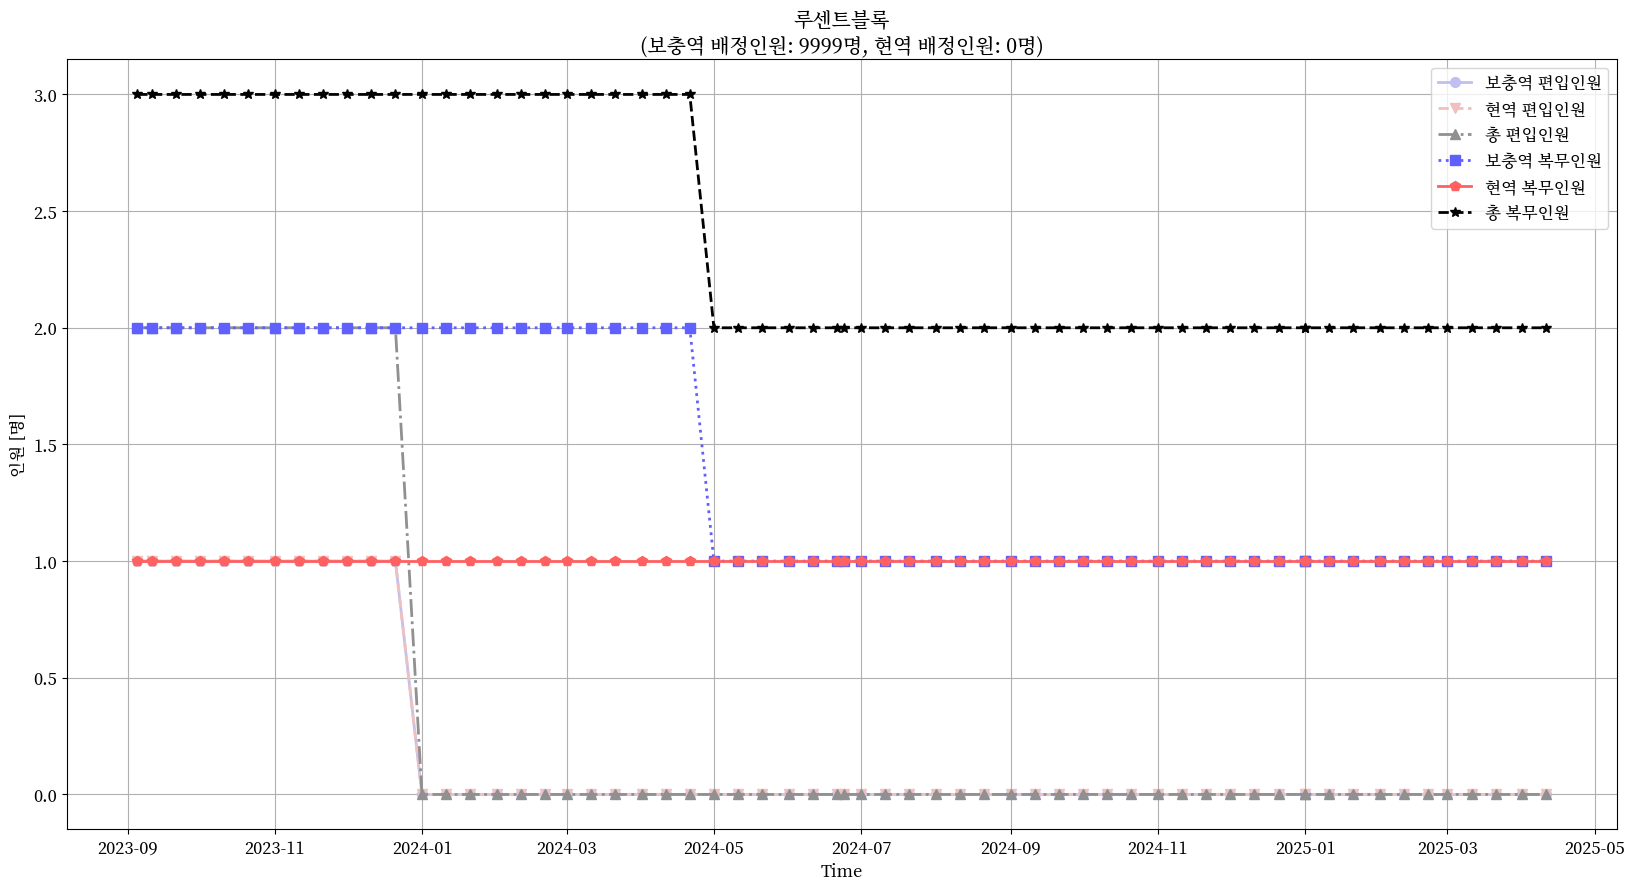 루센트블록
(보충역 배정인원: 9999명, 현역 배정인원: 0명)
보충역 편입인원
현역 편입인원
총 편입인원
보충역 복무인원
현역 복무인원
총 복무인원
인원 [명]
3.0
2.5
2.0
1.5
1.0
0.5
0.0
2023-09 2023-11 2024-01 2024-03 2024-05 2024-07 2024-09 2024-11 2025-01 2025-03 2025-05
Time